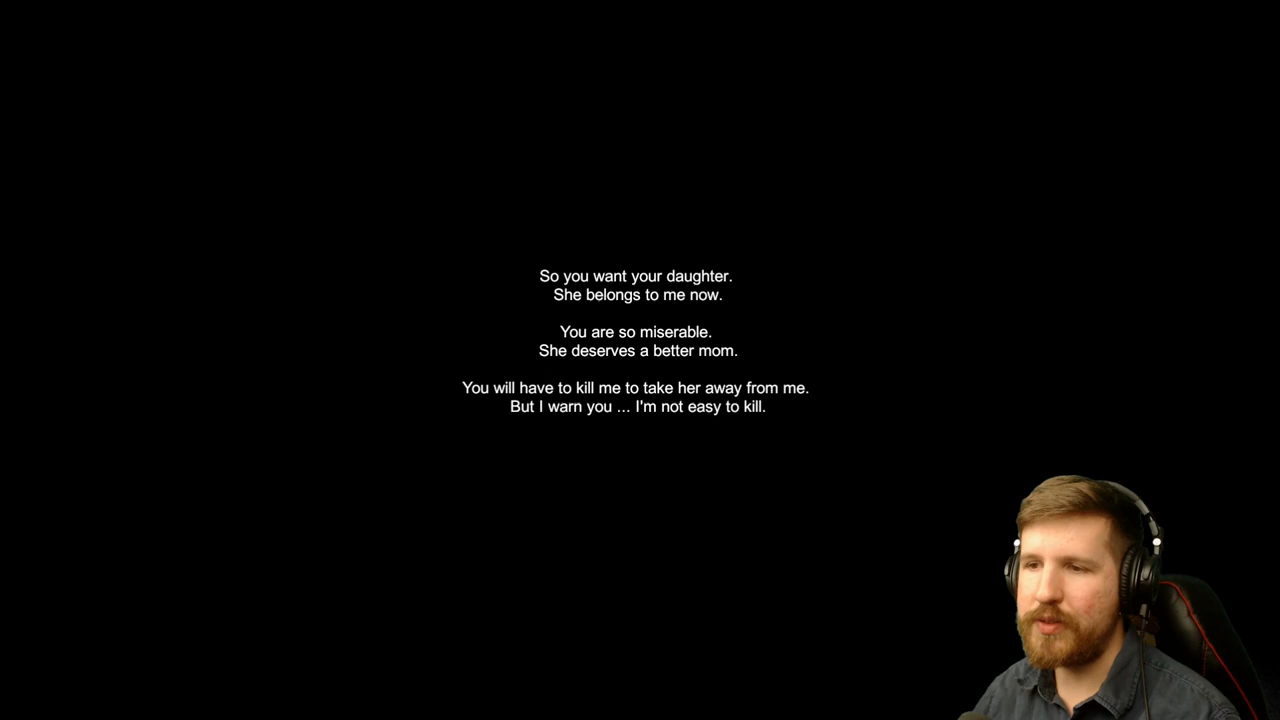 So you want your daughter.
She belongs to me now.
You are so miserable.
She deserves a better mom.
You will have to kill me to take her away from me.
But I warn you ... I'm not easy to kill.